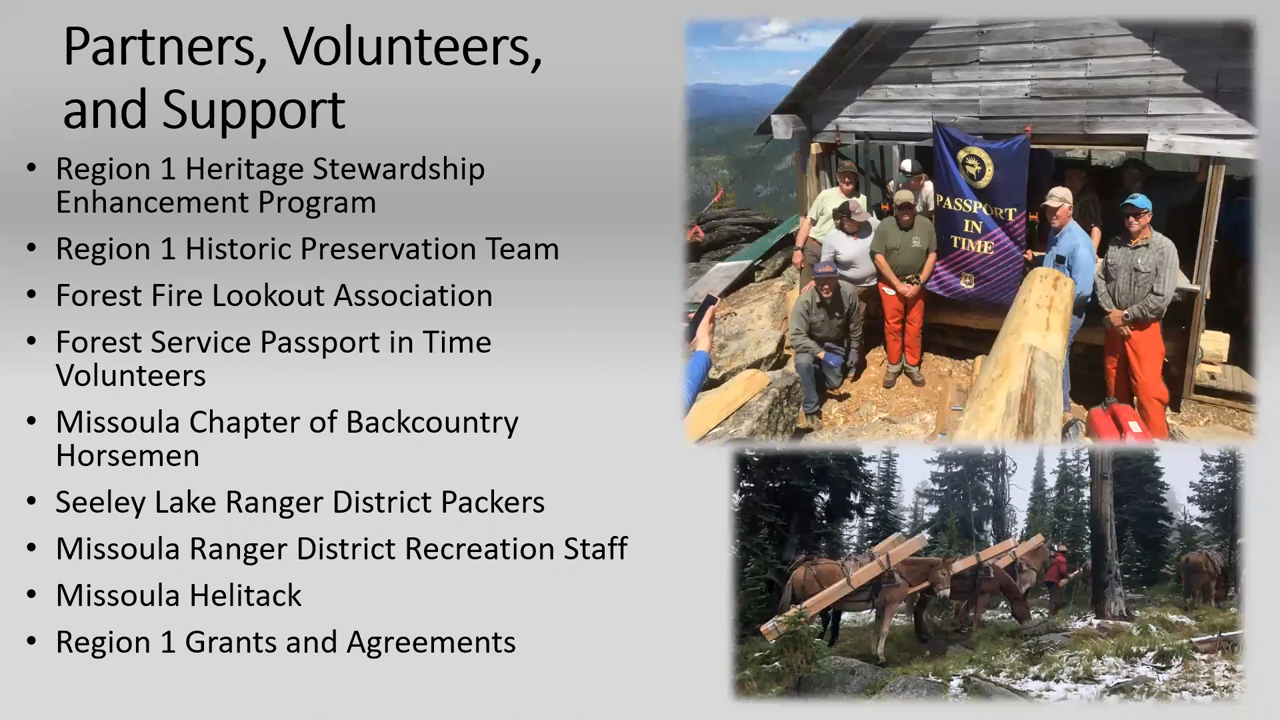 Partners, Volunteers,
and Support
• Region 1 Heritage Stewardship
Enhancement Program
• Region 1 Historic Preservation Team
• Forest Fire Lookout Association
• Forest Service Passport in Time
Volunteers
• Missoula Chapter of Backcountry
Horsemen
• Seeley Lake Ranger District Packers
• Missoula Ranger District Recreation Staff
• Missoula Helitack
• Region 1 Grants and Agreements
PASSPORT
IN
TIME